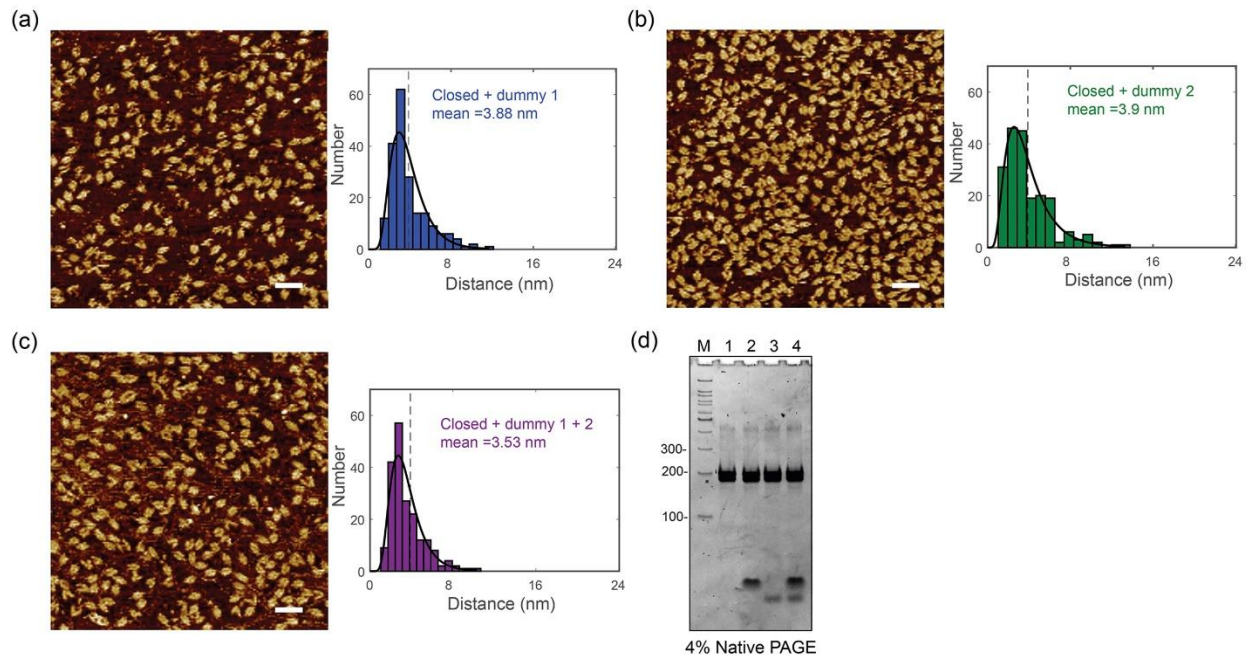 (a)
60
40
20
0
Number
Closed + dummy 1
mean =3.88 nm
0 8 16 24
Distance (nm)
(b)
60
40
20
0
Number
Closed + dummy 2
mean =3.9 nm
0 8 16 24
Distance (nm)
(c)
60
40
20
0
Number
Closed + dummy 1 + 2
mean =3.53 nm
0 8 16 24
Distance (nm)
(d)
M 1 2 3 4
300-
200-
100-
4% Native PAGE